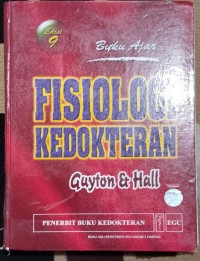 Edisi
9
Buku Ajar
FISIOLOGI
KEDOKTERAN
Guyton & Hall
PENERBIT BUKU KEDOKTERAN
EGC